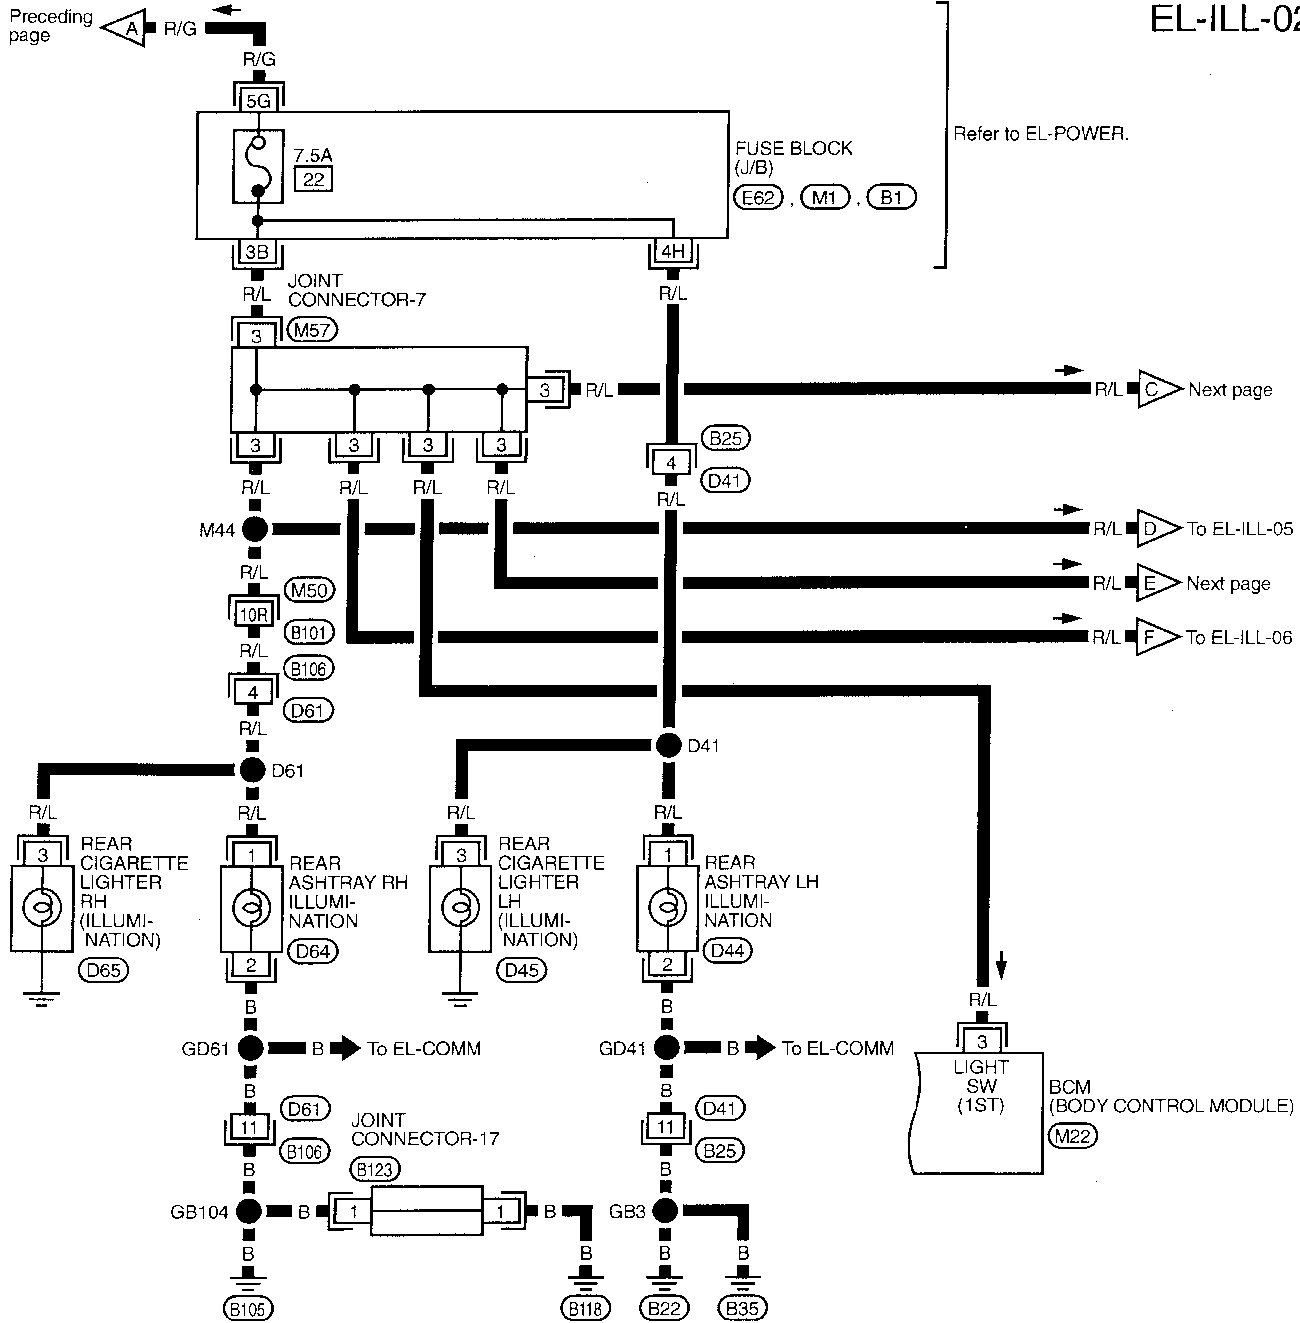 Preceding
page
A
R/G
EL-ILL-02
R/G
5G
7.5A
22
FUSE BLOCK
(J/B)
E62 , M1 , B1
Refer to EL-POWER.
3B
4H
R/L
JOINT
CONNECTOR-7
R/L
3
M57
3
R/L
R/L
C
Next page
3
3
3
3
B25
4
D41
R/L
R/L
R/L
R/L
R/L
M44
R/L
D
To EL-ILL-05
R/L
M50
R/L
E
Next page
10R
B101
R/L
F
To EL-ILL-06
R/L
B106
4
D61
R/L
D41
D61
R/L
R/L
R/L
R/L
3
REAR
CIGARETTE
LIGHTER
RH
(ILLUMI-
NATION)
D65
1
REAR
ASHTRAY RH
ILLUMI-
NATION
D64
2
3
REAR
CIGARETTE
LIGHTER
LH
(ILLUMI-
NATION)
D45
1
REAR
ASHTRAY LH
ILLUMI-
NATION
D44
2
R/L
B
B
3
GD61
B
To EL-COMM
GD41
B
To EL-COMM
LIGHT
SW
(1ST)
BCM
(BODY CONTROL MODULE)
M22
B
B
D61
11
B106
JOINT
CONNECTOR-17
B123
D41
11
B25
B
B
GB104
B
1
1
B
GB3
B
B
B
B
B105
B118
B22
B35